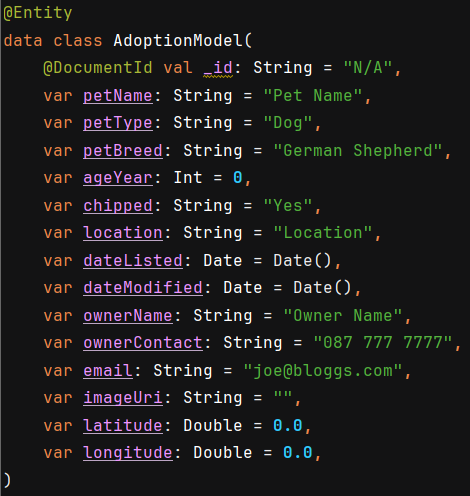 @Entity
data class AdoptionModel(
@DocumentId val _id: String = "N/A",
var petName: String = "Pet Name",
var petType: String = "Dog",
var petBreed: String = "German Shepherd",
var ageYear: Int = 0,
var chipped: String = "Yes",
var location: String = "Location",
var dateListed: Date = Date(),
var dateModified: Date = Date(),
var ownerName: String = "Owner Name",
var ownerContact: String = "087 777 7777",
var email: String = "joe@bloggs.com",
var imageUri: String = "",
var latitude: Double = 0.0,
var longitude: Double = 0.0,
)